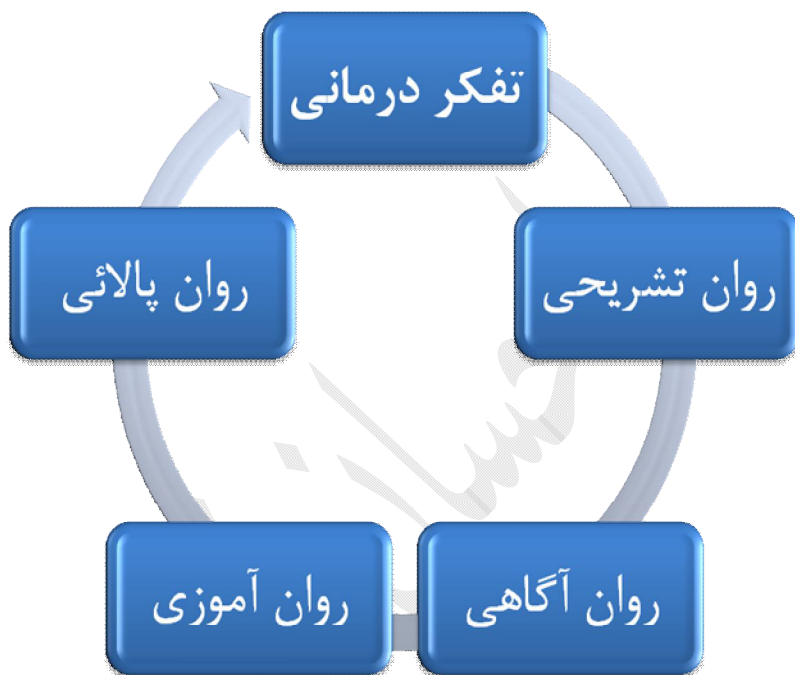 تفکر درمانی
روان تشریحی
روان آگاهی
روان آموزی
روان پالائی